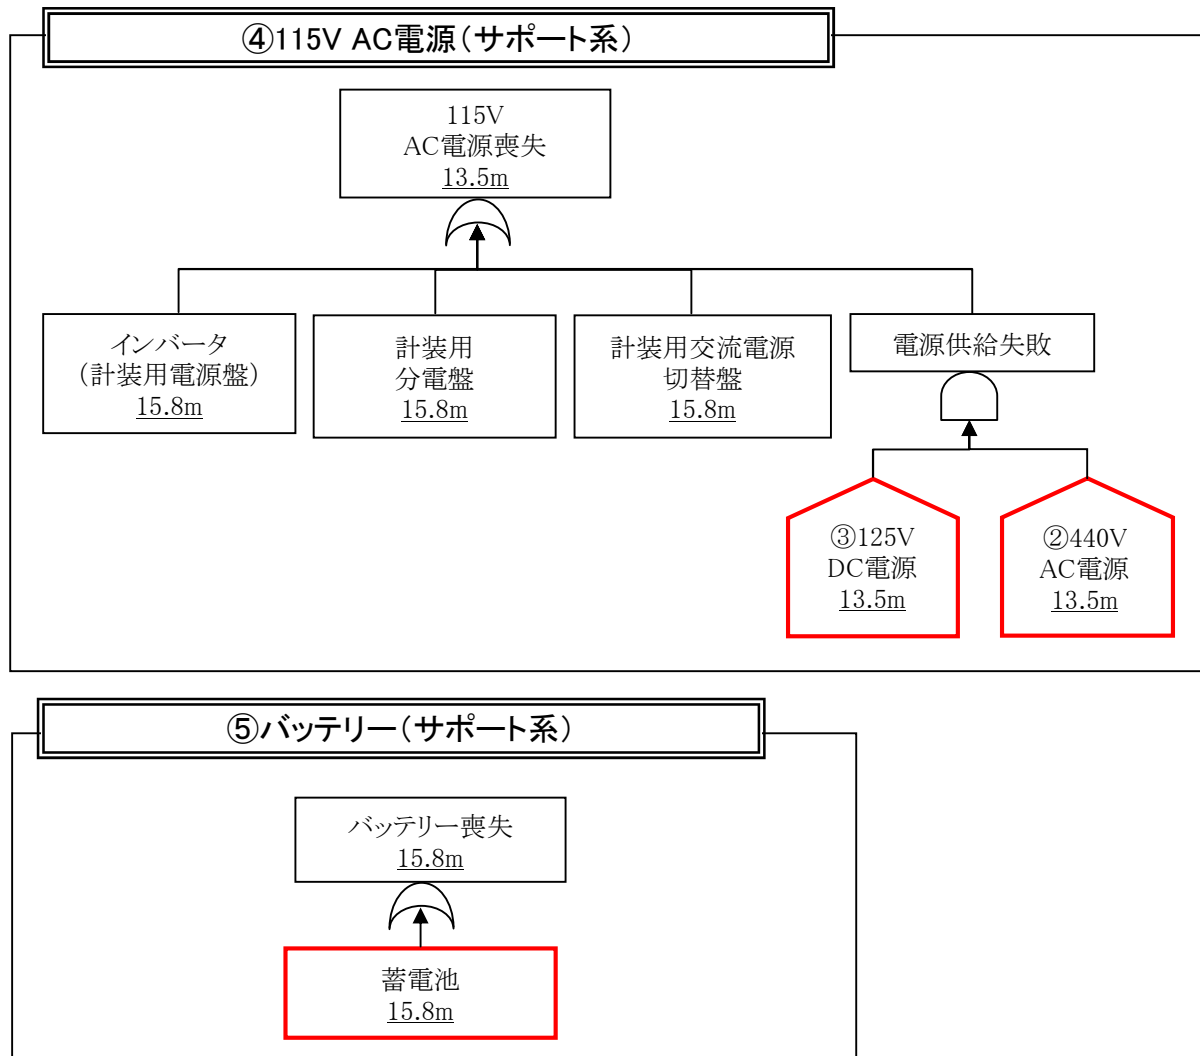 ④115V AC電源（サポート系）
115V
AC電源喪失
13.5m
インバータ
（計装用電源盤）
15.8m
計装用
分電盤
15.8m
計装用交流電源
切替盤
15.8m
電源供給失敗
③125V
DC電源
13.5m
②440V
AC電源
13.5m
⑤バッテリー（サポート系）
バッテリー喪失
15.8m
蓄電池
15.8m